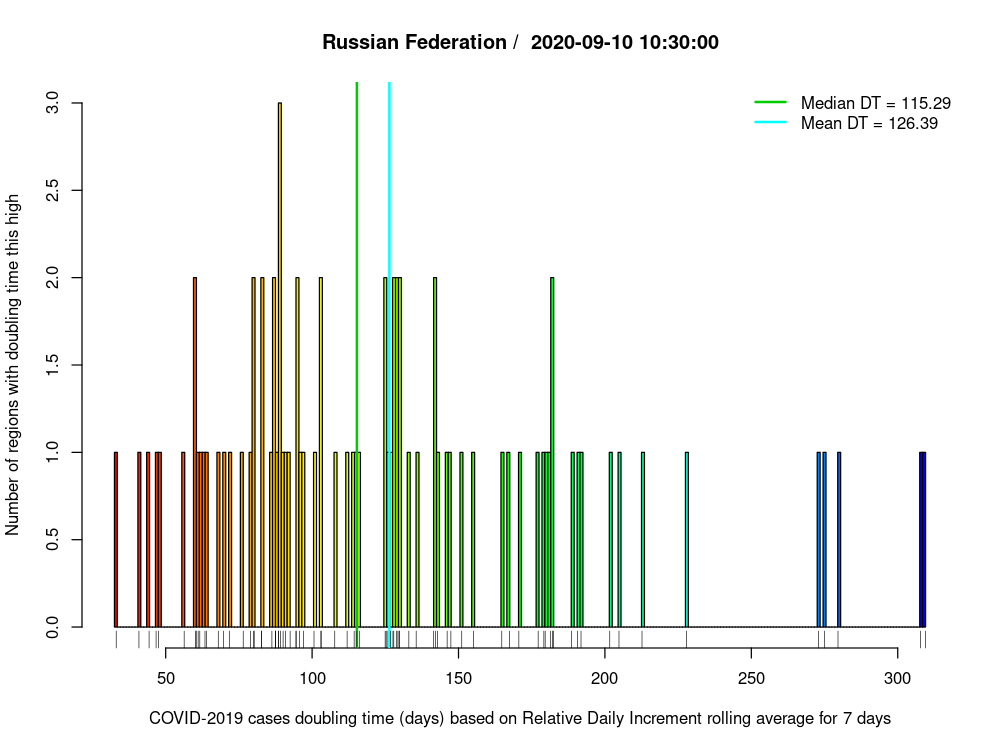 Russian Federation / 2020-09-10 10:30:00
Median DT = 115.29
Mean DT = 126.39
Number of regions with doubling time this high
3.0
2.5
2.0
1.5
1.0
0.5
0.0
50 100 150 200 250 300
COVID-2019 cases doubling time (days) based on Relative Daily Increment rolling average for 7 days